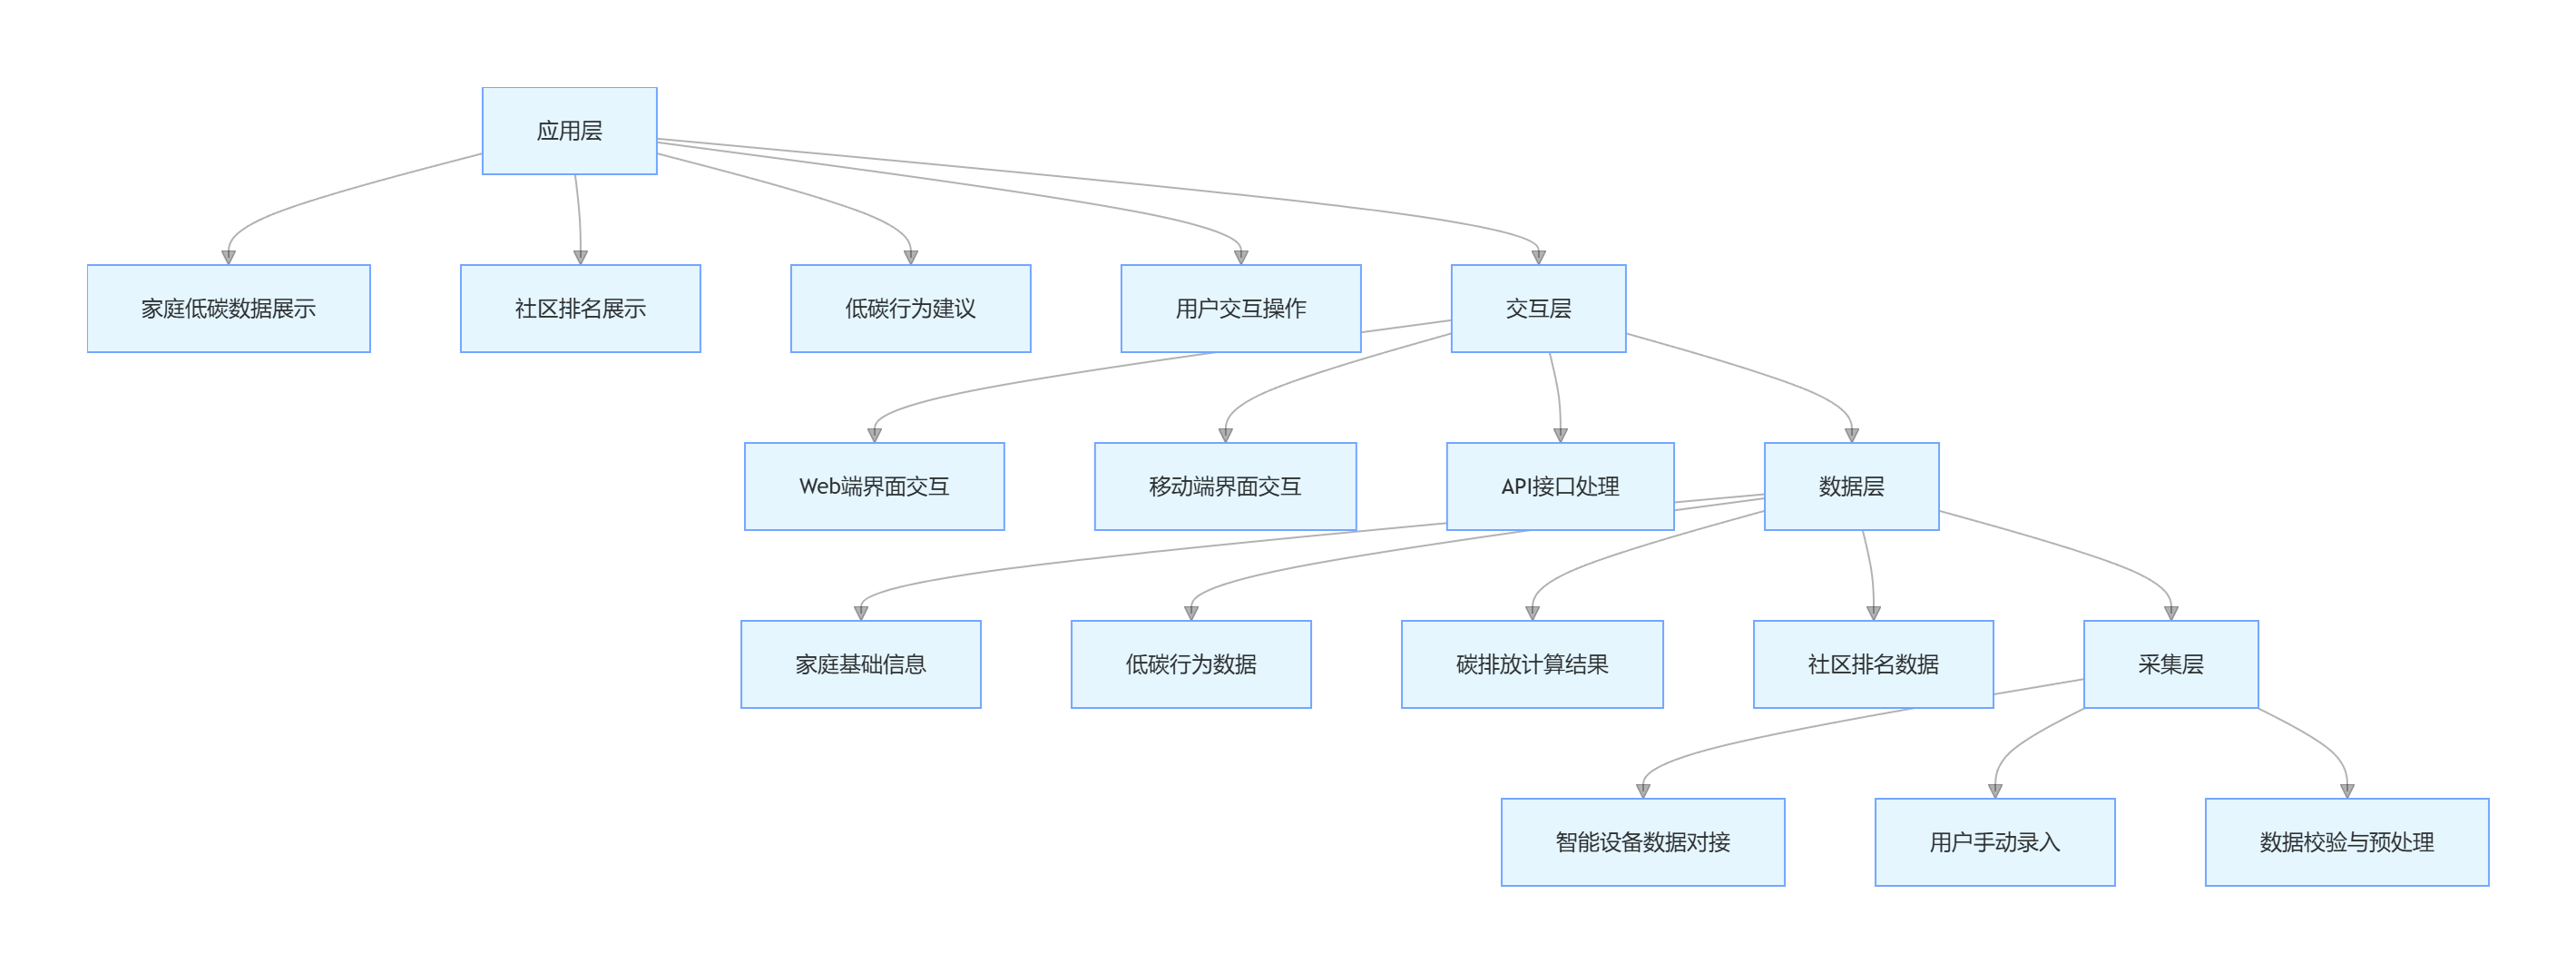 应用层
家庭低碳数据展示
社区排名展示
低碳行为建议
用户交互操作
交互层
Web端界面交互
移动端界面交互
API接口处理
数据层
家庭基础信息
低碳行为数据
碳排放计算结果
社区排名数据
采集层
智能设备数据对接
用户手动录入
数据校验与预处理